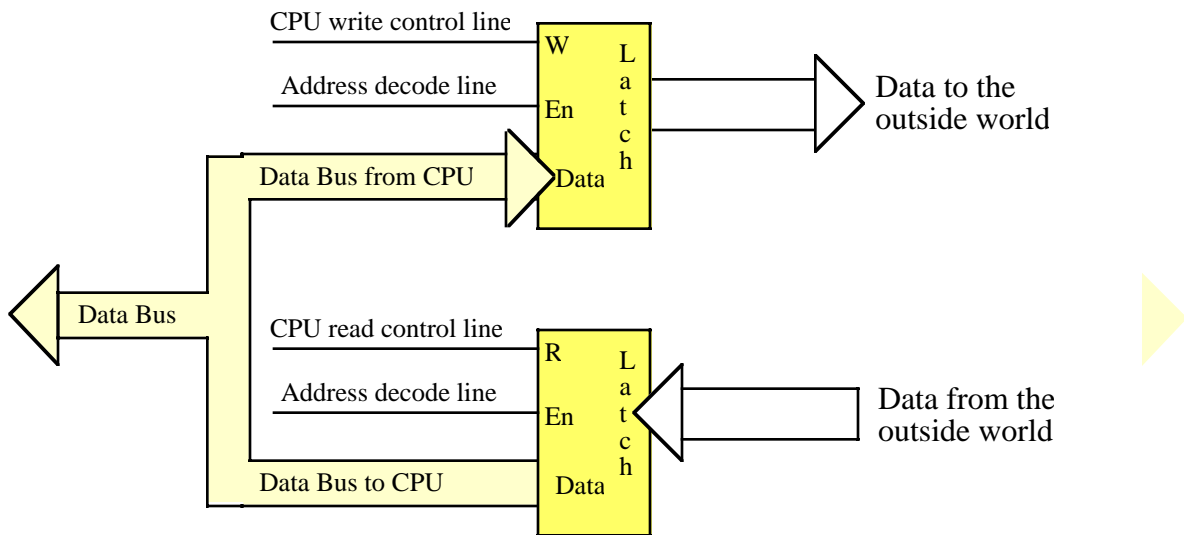 CPU write control line
W
Latch
Address decode line
En
Data to the
outside world
Data Bus from CPU
Data
Data Bus
CPU read control line
R
Latch
Address decode line
En
Data from the
outside world
Data Bus to CPU
Data